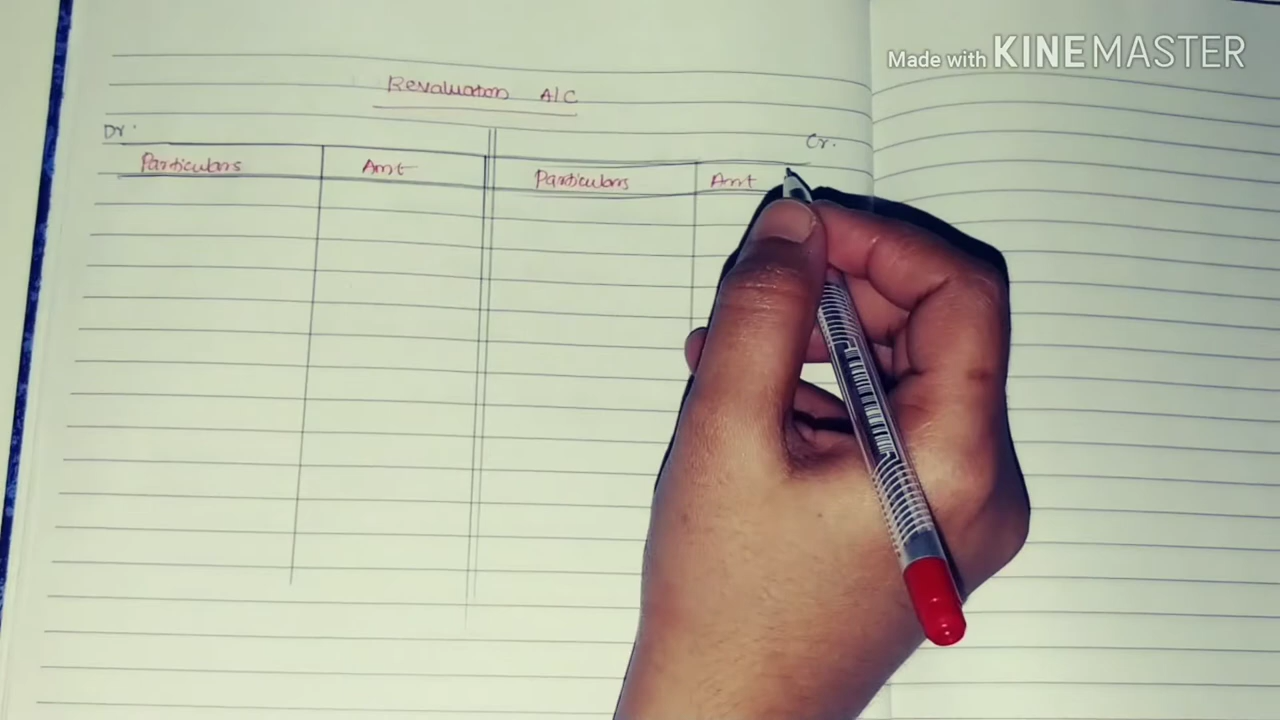 Made with KINEMASTER
Revaluation A/C
Dr.
Cr.
Particulars Amt Particulars Amt